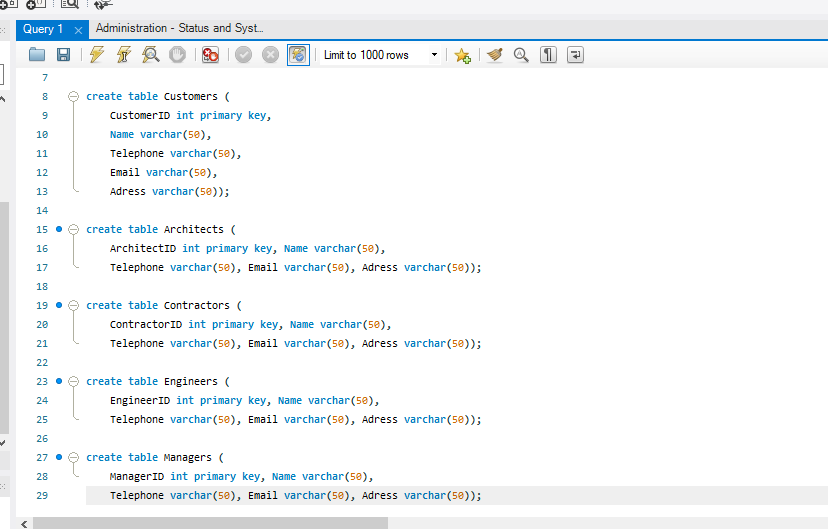 Query 1
Administration - Status and Syst...
Limit to 1000 rows
7
8 create table Customers (
9 CustomerID int primary key,
10 Name varchar(50),
11 Telephone varchar(50),
12 Email varchar(50),
13 Adress varchar(50));
14
15 create table Architects (
16 ArchitectID int primary key, Name varchar(50),
17 Telephone varchar(50), Email varchar(50), Adress varchar(50));
18
19 create table Contractors (
20 ContractorID int primary key, Name varchar(50),
21 Telephone varchar(50), Email varchar(50), Adress varchar(50));
22
23 create table Engineers (
24 EngineerID int primary key, Name varchar(50),
25 Telephone varchar(50), Email varchar(50), Adress varchar(50));
26
27 create table Managers (
28 ManagerID int primary key, Name varchar(50),
29 Telephone varchar(50), Email varchar(50), Adress varchar(50));